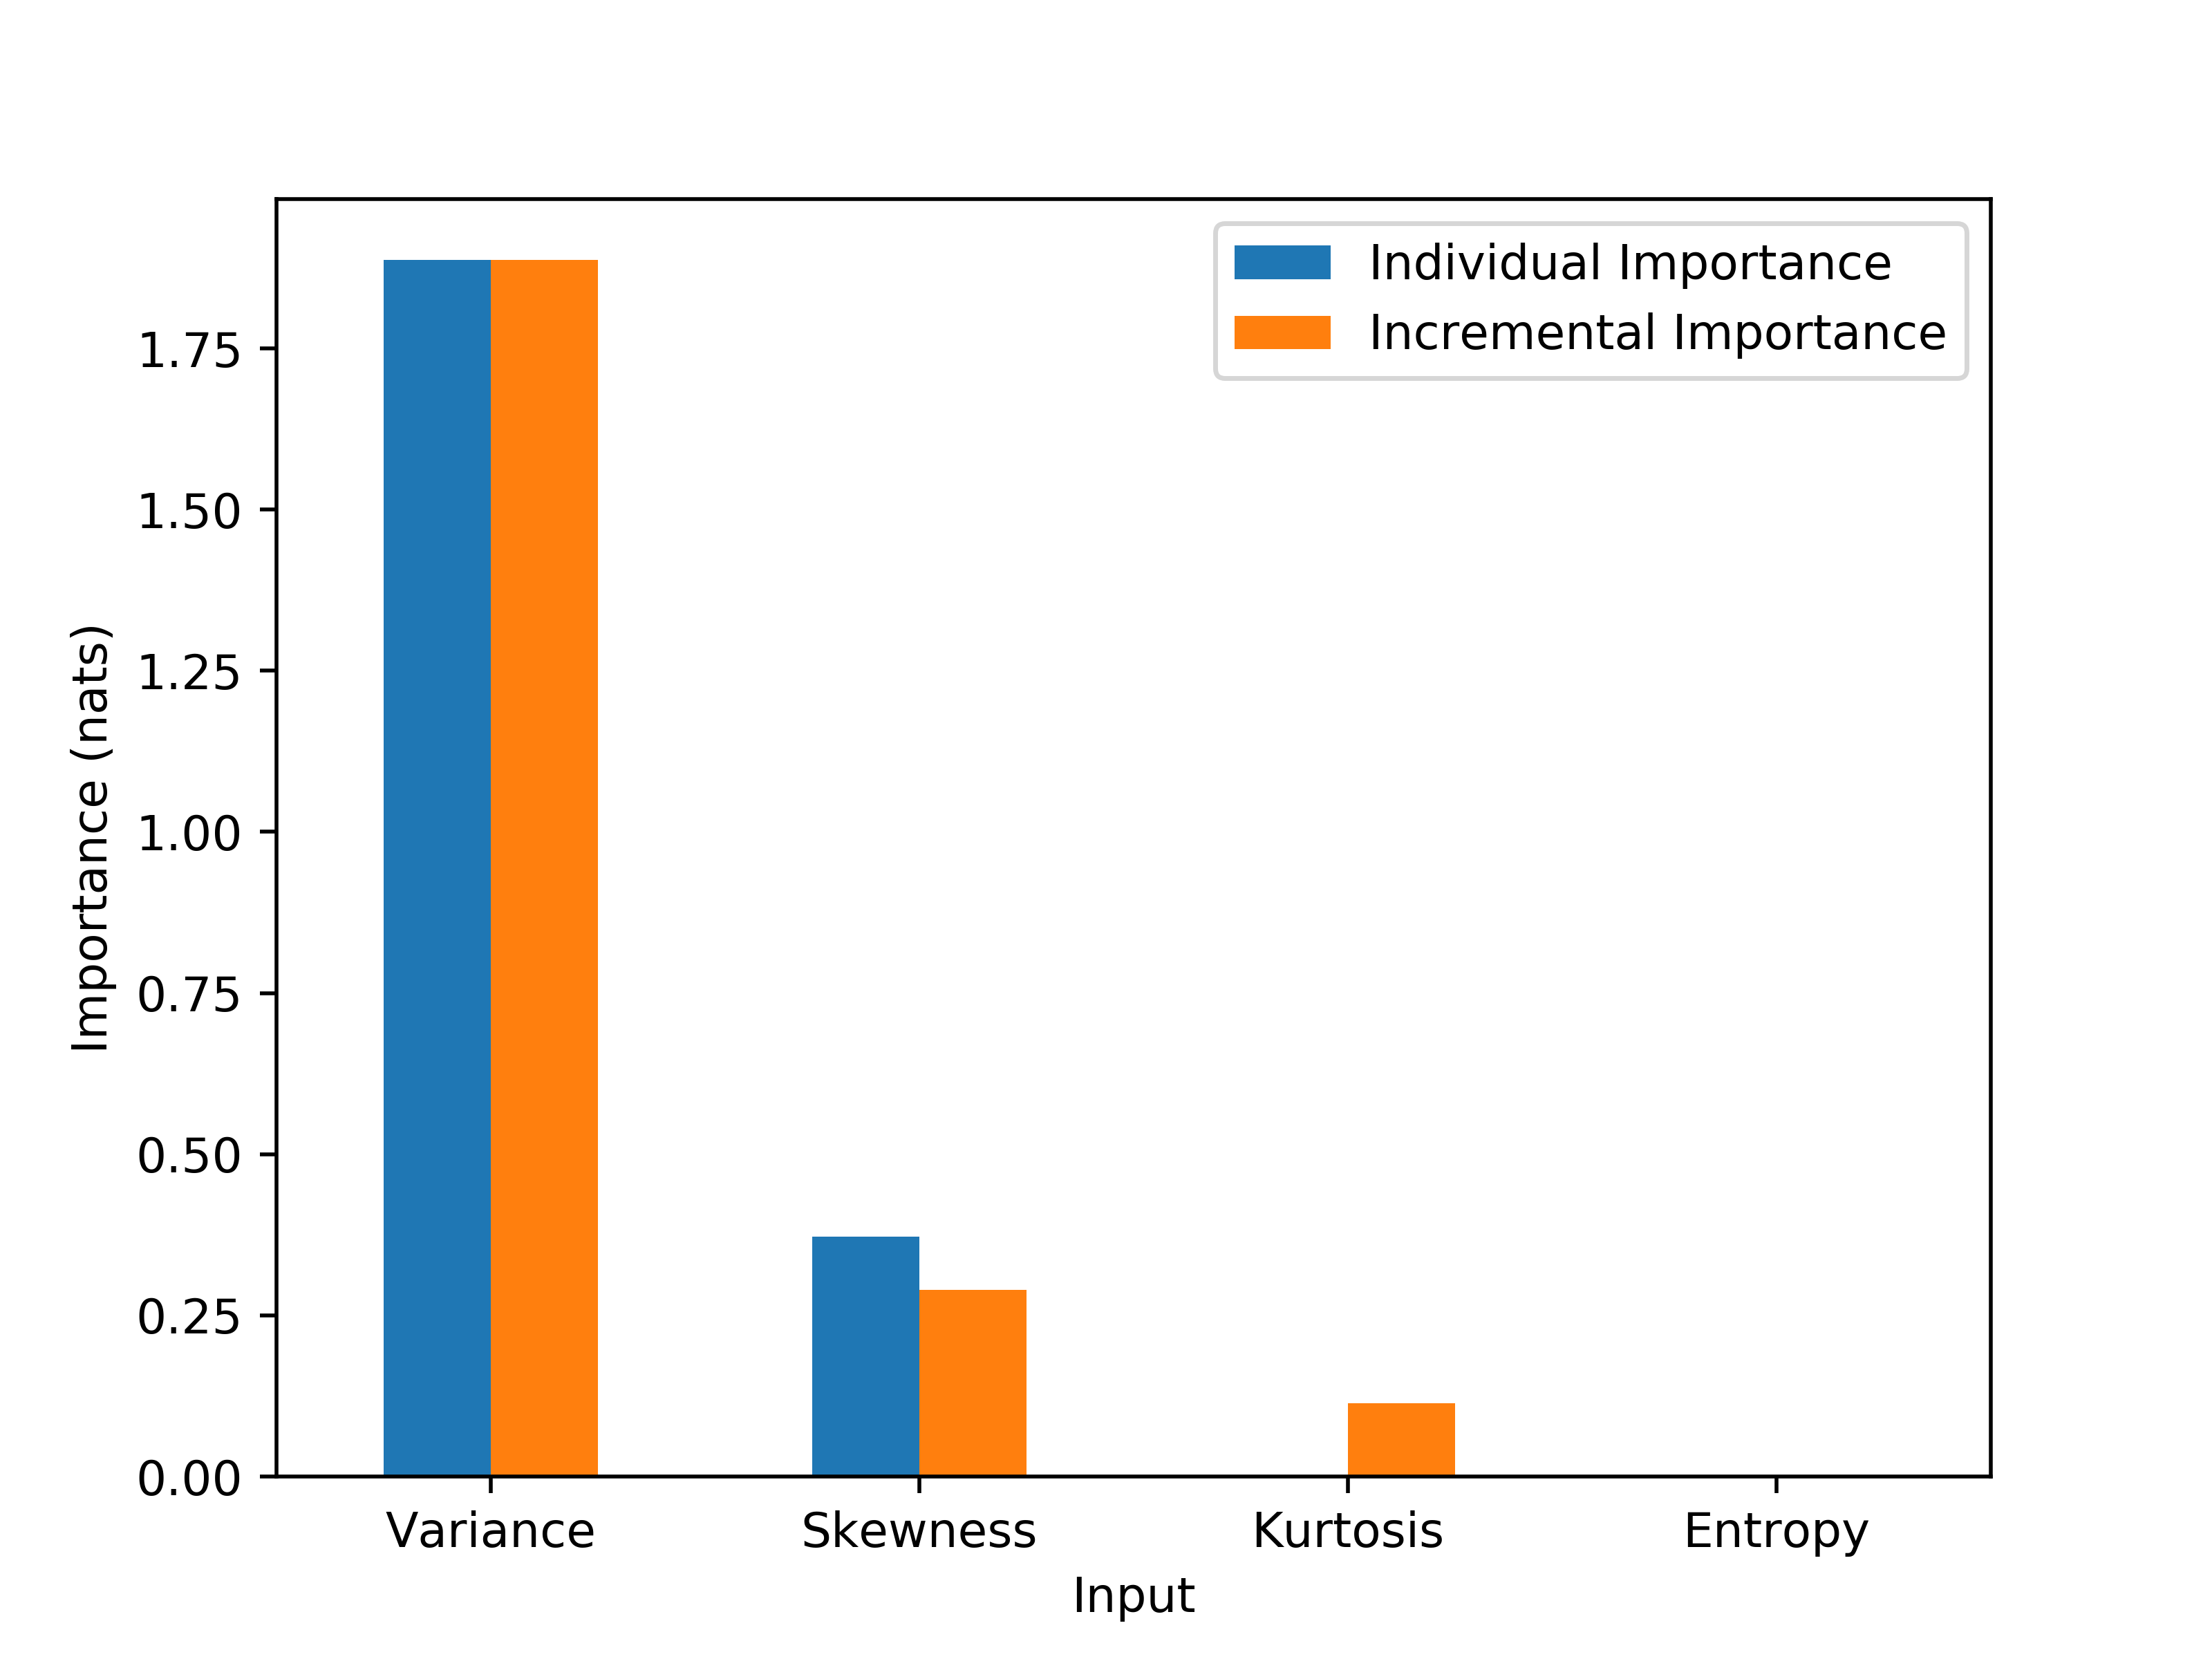 Individual Importance
Incremental Importance
1.75
1.50
1.25
1.00
0.75
0.50
0.25
0.00
Importance (nats)
Variance Skewness Kurtosis Entropy
Input